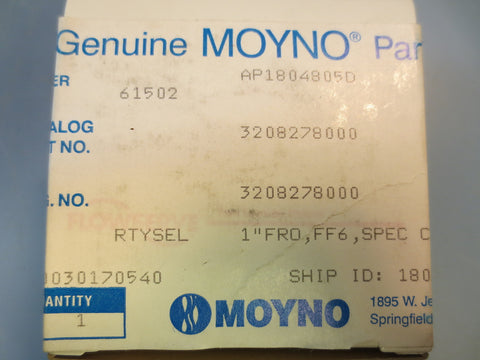 Genuine MOYNO® Par
ER AP1804805D
61502
ALOG
T NO. 3208278000
G. NO. 3208278000
FLOWSERVE
RTYSEL 1"FRO,FF6,SPEC C
0030170540 SHIP ID: 180
ANTITY
1
MOYNO
1895 W. Je
Springfield